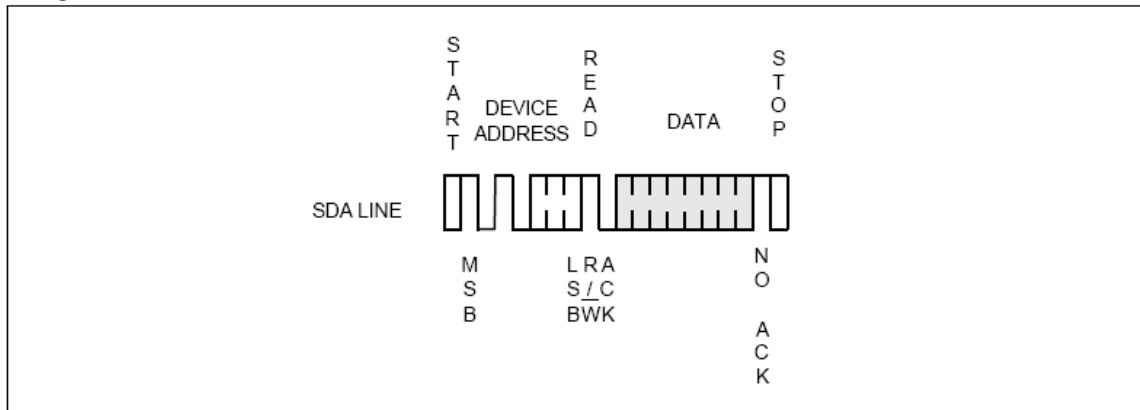 START
DEVICE
ADDRESS
READ
DATA
STOP
SDA LINE
MSB
LSB
R/W
ACK
NO ACK